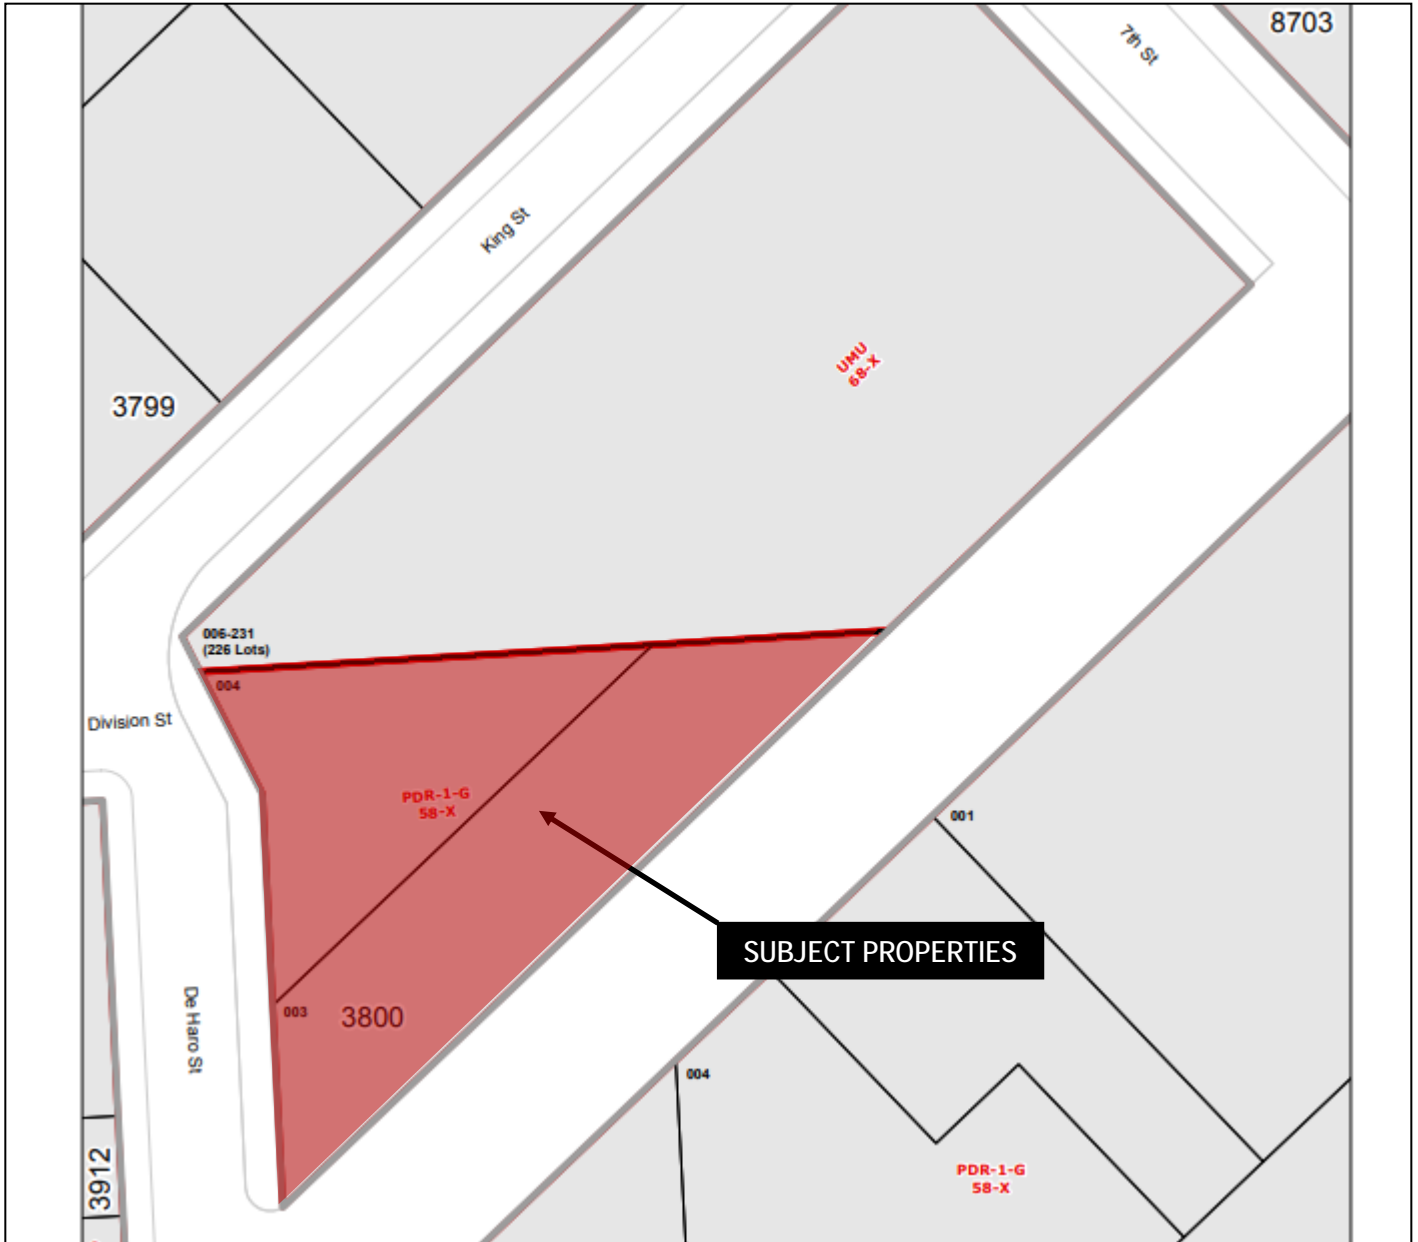 8703
7th St
King St
UMU
68-X
3799
006-231
(226 Lots)
004
Division St
PDR-1-G
58-X
001
SUBJECT PROPERTIES
De Haro St
003
3800
004
3912
PDR-1-G
58-X